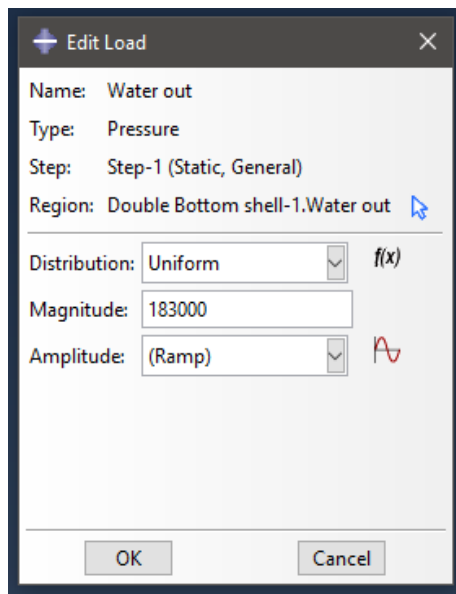 Edit Load
Name: Water out
Type: Pressure
Step: Step-1 (Static, General)
Region: Double Bottom shell-1.Water out
Distribution: Uniform f(x)
Magnitude: 183000
Amplitude: (Ramp)
OK Cancel